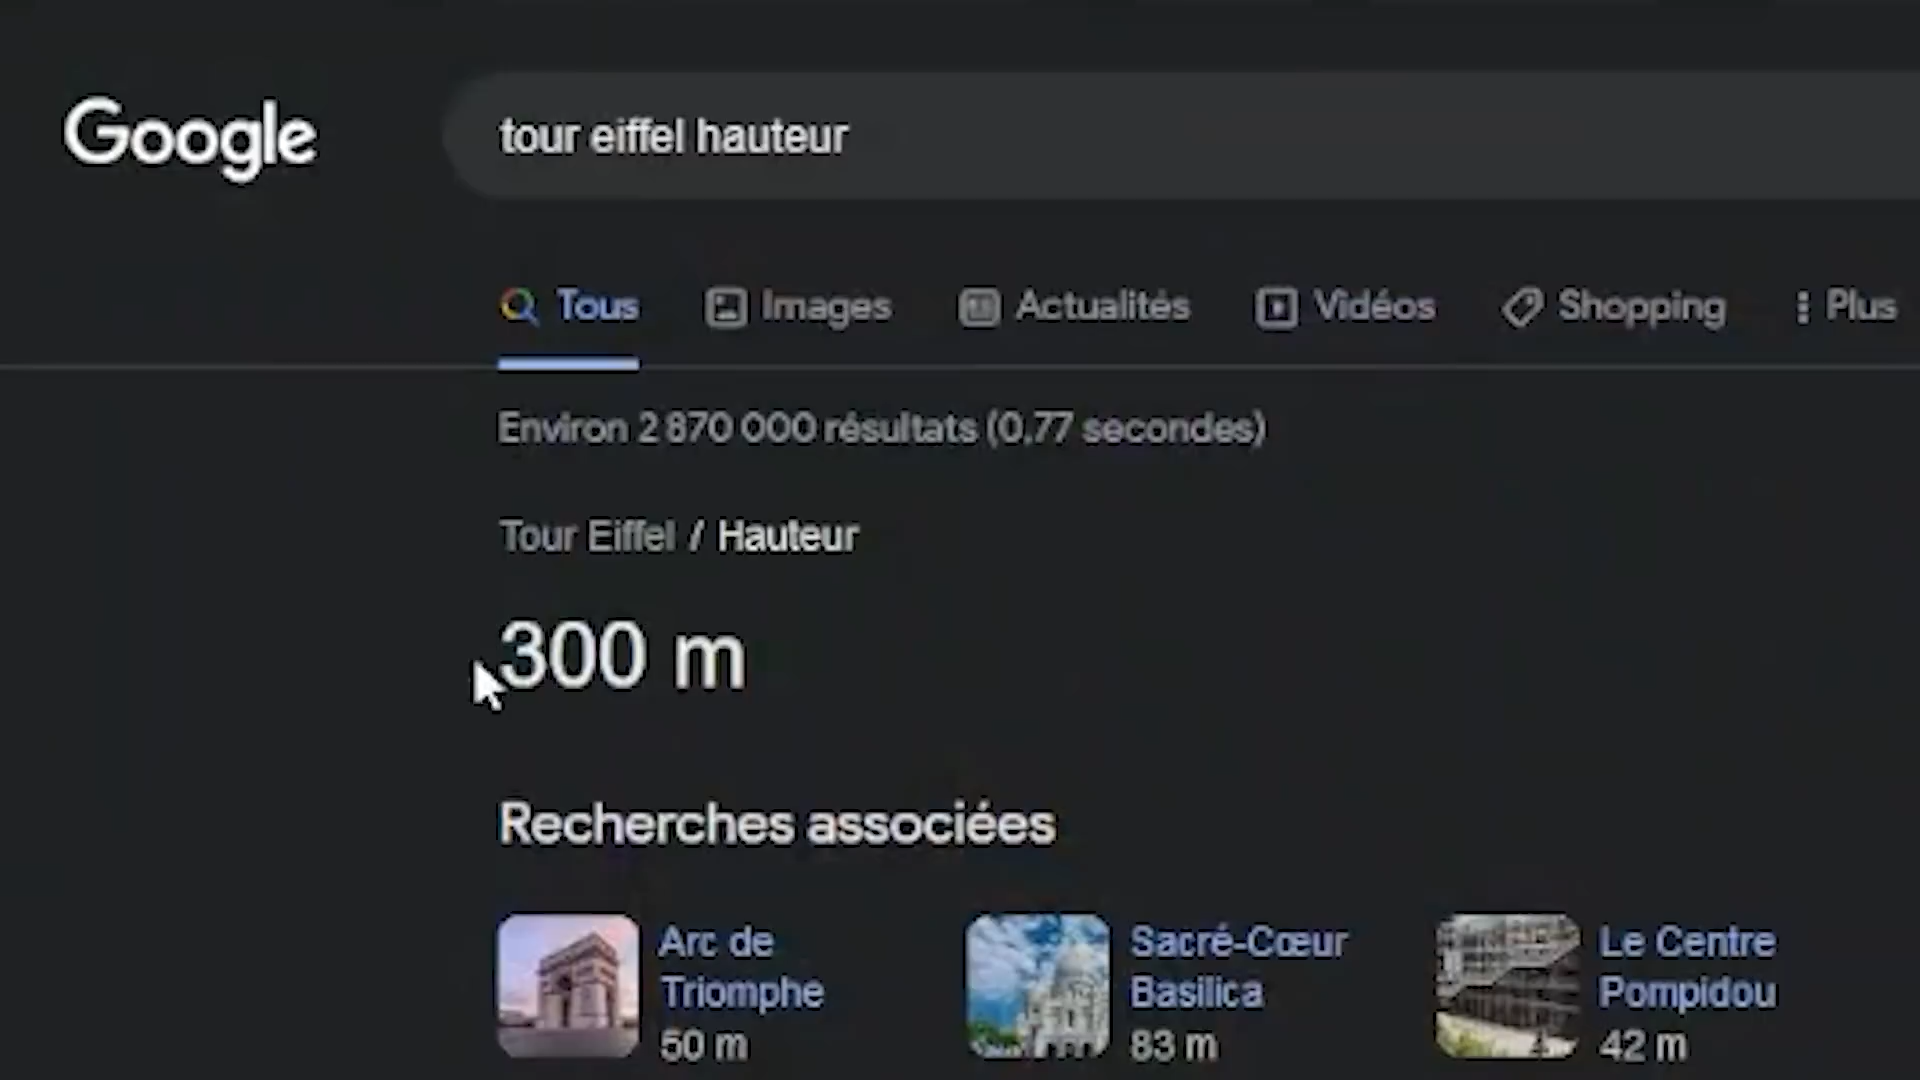 Google
tour eiffel hauteur
Tous Images Actualités Vidéos Shopping Plus
Environ 2 870 000 résultats (0,77 secondes)
Tour Eiffel / Hauteur
300 m
Recherches associées
Arc de
Triomphe
50 m
Sacré-Cœur
Basilica
83 m
Le Centre
Pompidou
42 m